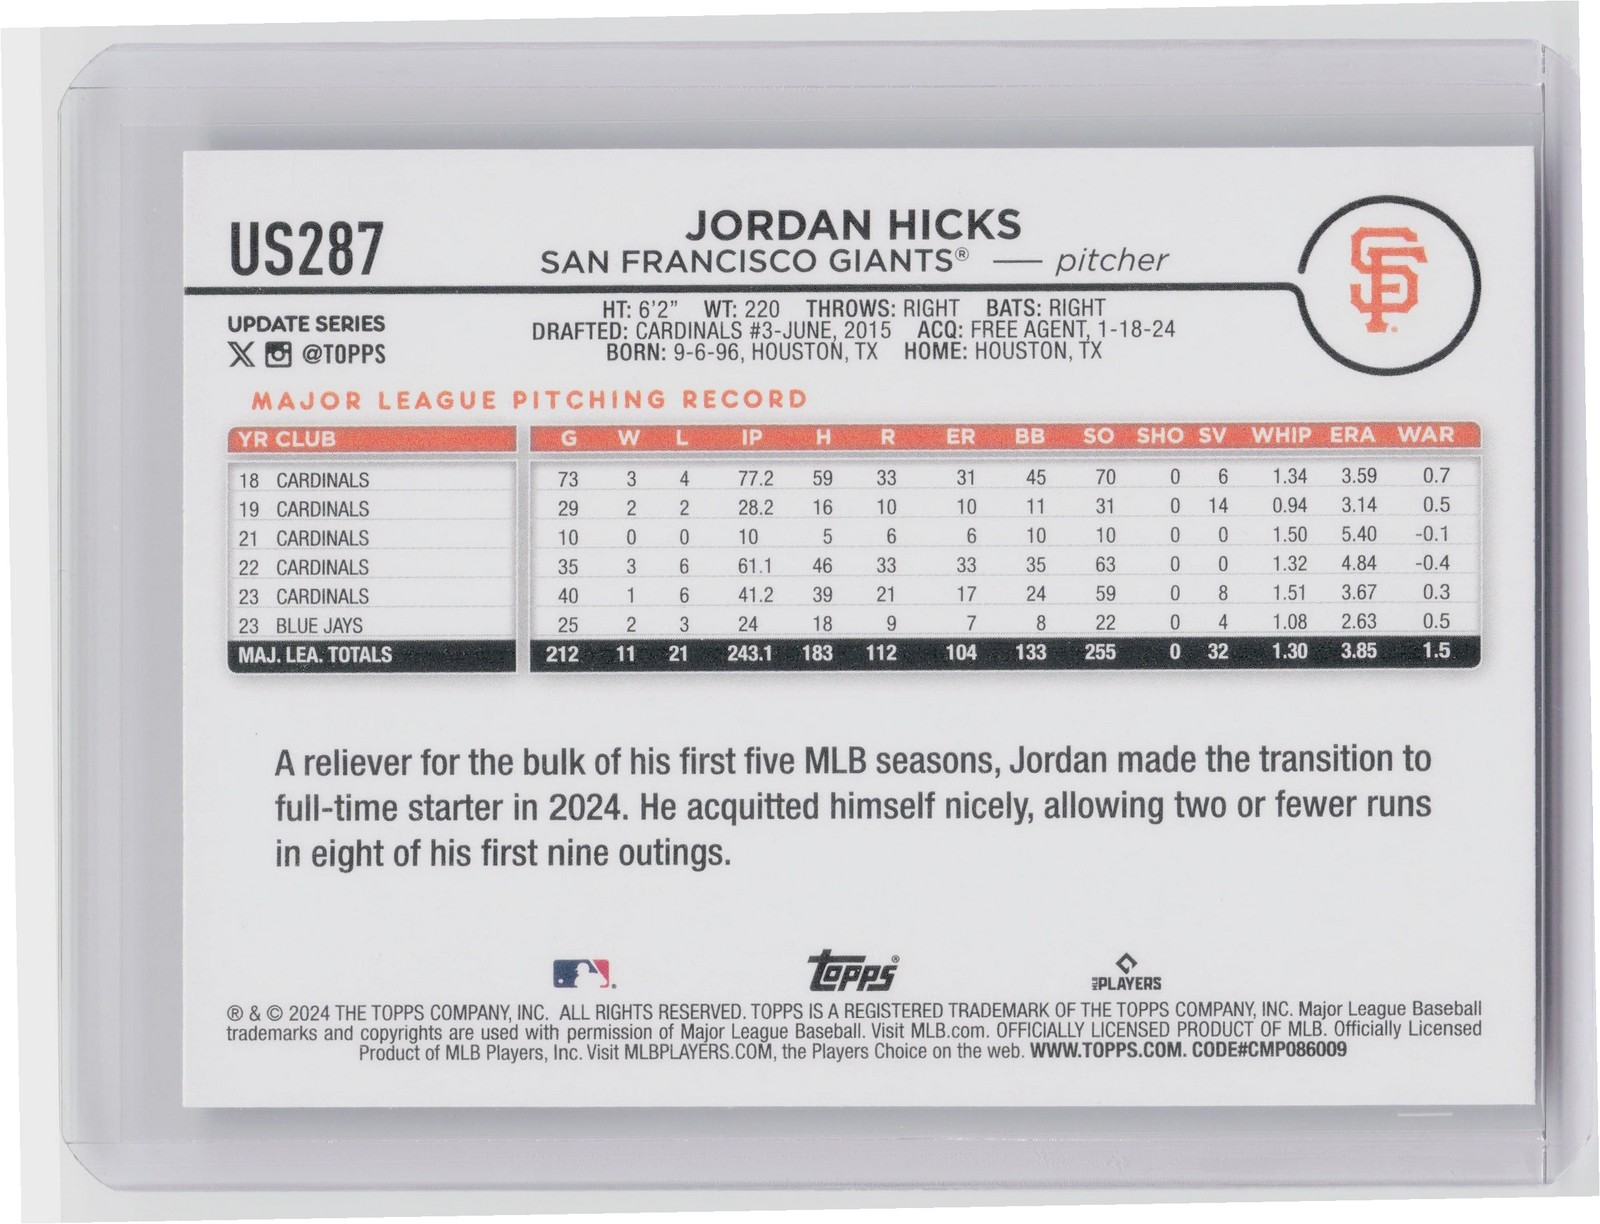 US287
JORDAN HICKS
SAN FRANCISCO GIANTS® — pitcher
SF
UPDATE SERIES
X @TOPPS
HT: 6'2" WT: 220 THROWS: RIGHT BATS: RIGHT
DRAFTED: CARDINALS #3-JUNE, 2015 ACQ: FREE AGENT, 1-18-24
BORN: 9-6-96, HOUSTON, TX HOME: HOUSTON, TX
MAJOR LEAGUE PITCHING RECORD
YR CLUB G W L IP H R ER BB SO SHO SV WHIP ERA WAR
18 CARDINALS 73 3 4 77.2 59 33 31 45 70 0 6 1.34 3.59 0.7
19 CARDINALS 29 2 2 28.2 16 10 10 11 31 0 14 0.94 3.14 0.5
21 CARDINALS 10 0 0 10 5 6 6 10 10 0 0 1.50 5.40 -0.1
22 CARDINALS 35 3 6 61.1 46 33 33 35 63 0 0 1.32 4.84 -0.4
23 CARDINALS 40 1 6 41.2 39 21 17 24 59 0 8 1.51 3.67 0.3
23 BLUE JAYS 25 2 3 24 18 9 7 8 22 0 4 1.08 2.63 0.5
MAJ. LEA. TOTALS 212 11 21 243.1 183 112 104 133 255 0 32 1.30 3.85 1.5
A reliever for the bulk of his first five MLB seasons, Jordan made the transition to
full-time starter in 2024. He acquitted himself nicely, allowing two or fewer runs
in eight of his first nine outings.
Topps®
PLAYERS
® & © 2024 THE TOPPS COMPANY, INC. ALL RIGHTS RESERVED. TOPPS IS A REGISTERED TRADEMARK OF THE TOPPS COMPANY, INC. Major League Baseball
trademarks and copyrights are used with permission of Major League Baseball. Visit MLB.com. OFFICIALLY LICENSED PRODUCT OF MLB. Officially Licensed
Product of MLB Players, Inc. Visit MLBPLAYERS.COM, the Players Choice on the web. WWW.TOPPS.COM. CODE#CMP086009